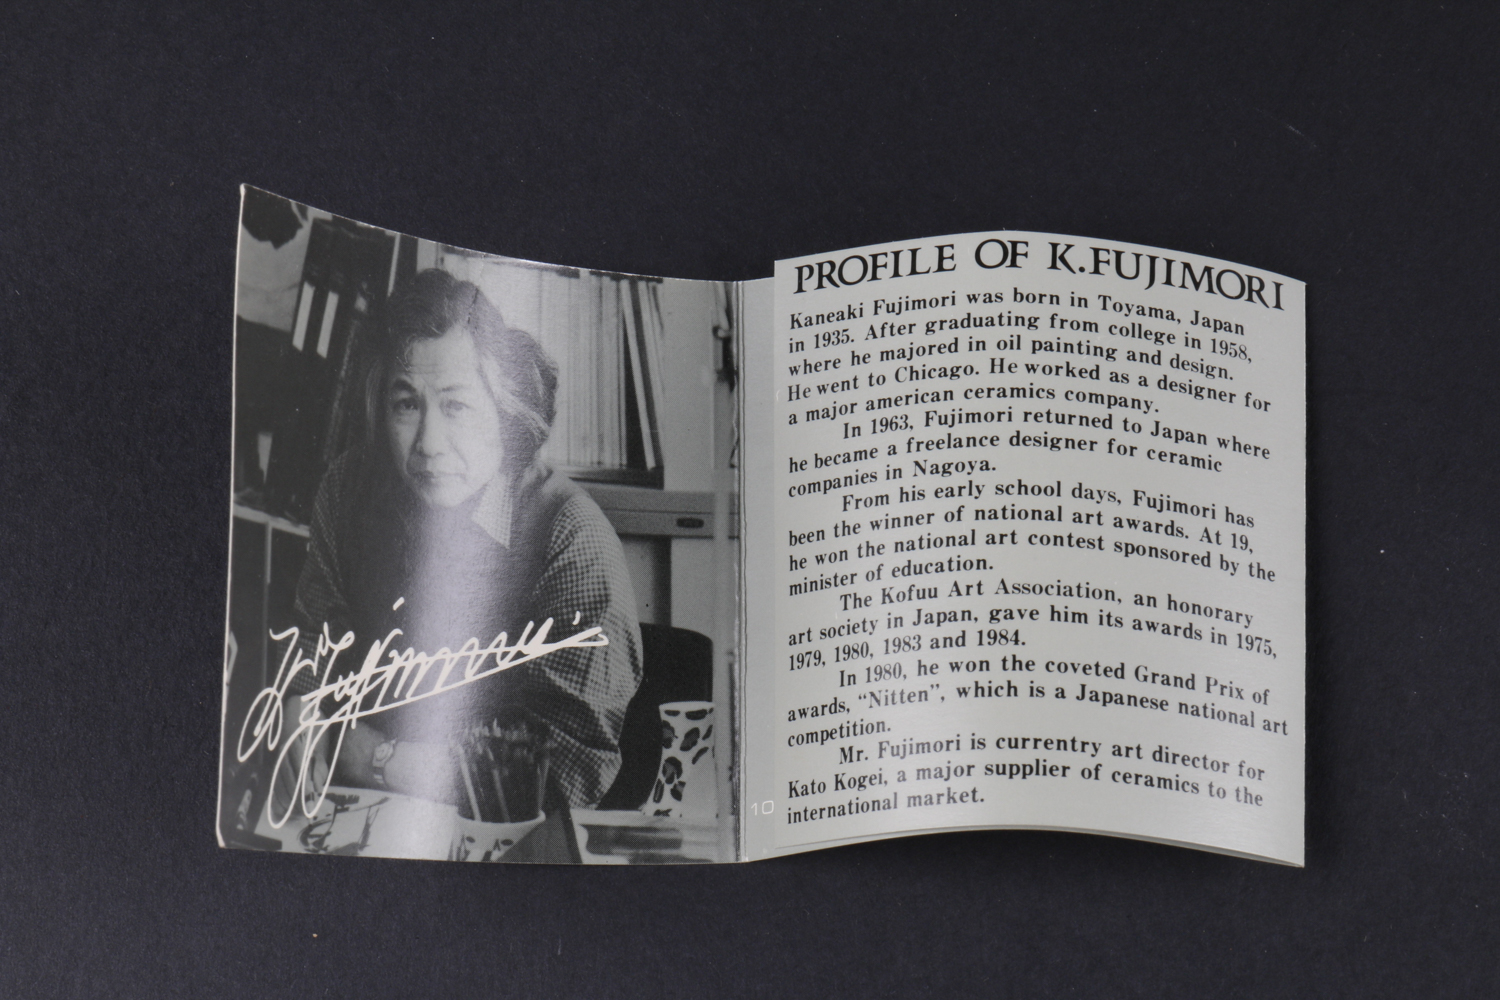 K. Fujimori
PROFILE OF K.FUJIMORI
Kaneaki Fujimori was born in Toyama, Japan
in 1935. After graduating from college in 1958,
where he majored in oil painting and design.
He went to Chicago. He worked as a designer for
a major american ceramics company.
In 1963, Fujimori returned to Japan where
he became a freelance designer for ceramic
companies in Nagoya.
From his early school days, Fujimori has
been the winner of national art awards. At 19,
he won the national art contest sponsored by the
minister of education.
The Kofuu Art Association, an honorary
art society in Japan, gave him its awards in 1975,
1979, 1980, 1983 and 1984.
In 1980, he won the coveted Grand Prix of
awards, “Nitten”, which is a Japanese national art
competition.
Mr. Fujimori is currentry art director for
Kato Kogei, a major supplier of ceramics to the
international market.
10